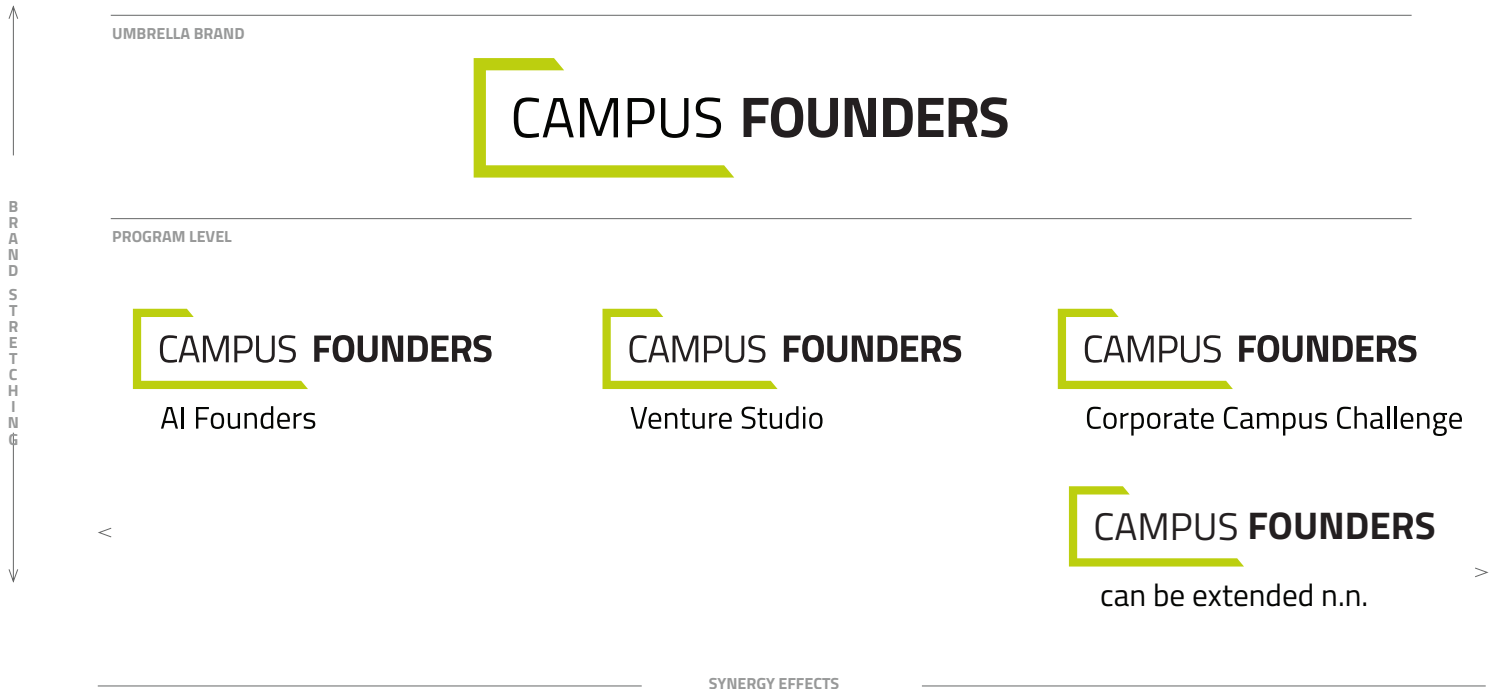 UMBRELLA BRAND
CAMPUS FOUNDERS
BRAND STRETCHING
PROGRAM LEVEL
CAMPUS FOUNDERS
AI Founders
CAMPUS FOUNDERS
Venture Studio
CAMPUS FOUNDERS
Corporate Campus Challenge
CAMPUS FOUNDERS
can be extended n.n.
SYNERGY EFFECTS